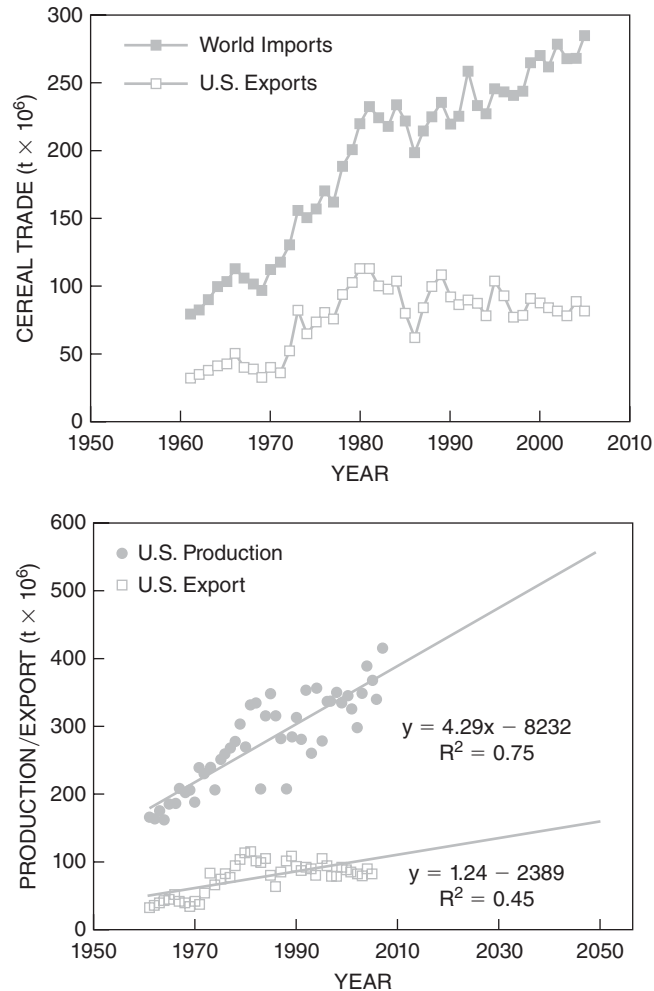 300
World Imports
250
U.S. Exports
200
150
100
50
0
CEREAL TRADE (t × 10⁶)
1950 1960 1970 1980 1990 2000 2010
YEAR
600
U.S. Production
U.S. Export
500
400
300
y = 4.29x − 8232
R² = 0.75
200
100
y = 1.24 − 2389
R² = 0.45
0
PRODUCTION/EXPORT (t × 10⁶)
1950 1970 1990 2010 2030 2050
YEAR